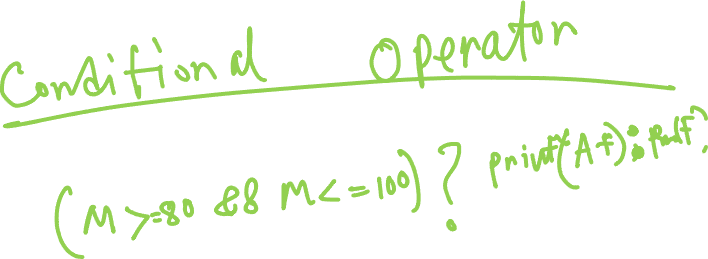 Conditional Operator
(M >=80 && M <=100) ? printf(A+) :